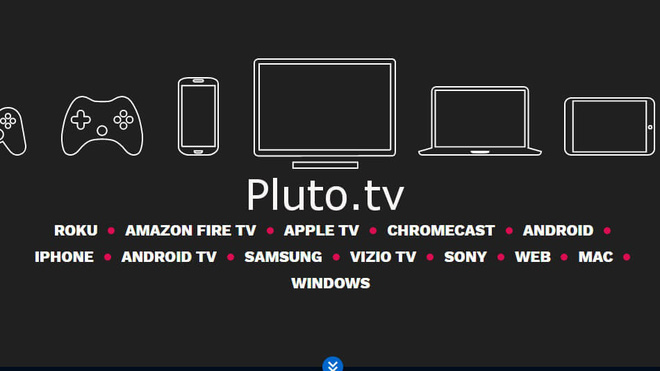 Pluto.tv
ROKU • AMAZON FIRE TV • APPLE TV • CHROMECAST • ANDROID •
IPHONE • ANDROID TV • SAMSUNG • VIZIO TV • SONY • WEB • MAC •
WINDOWS